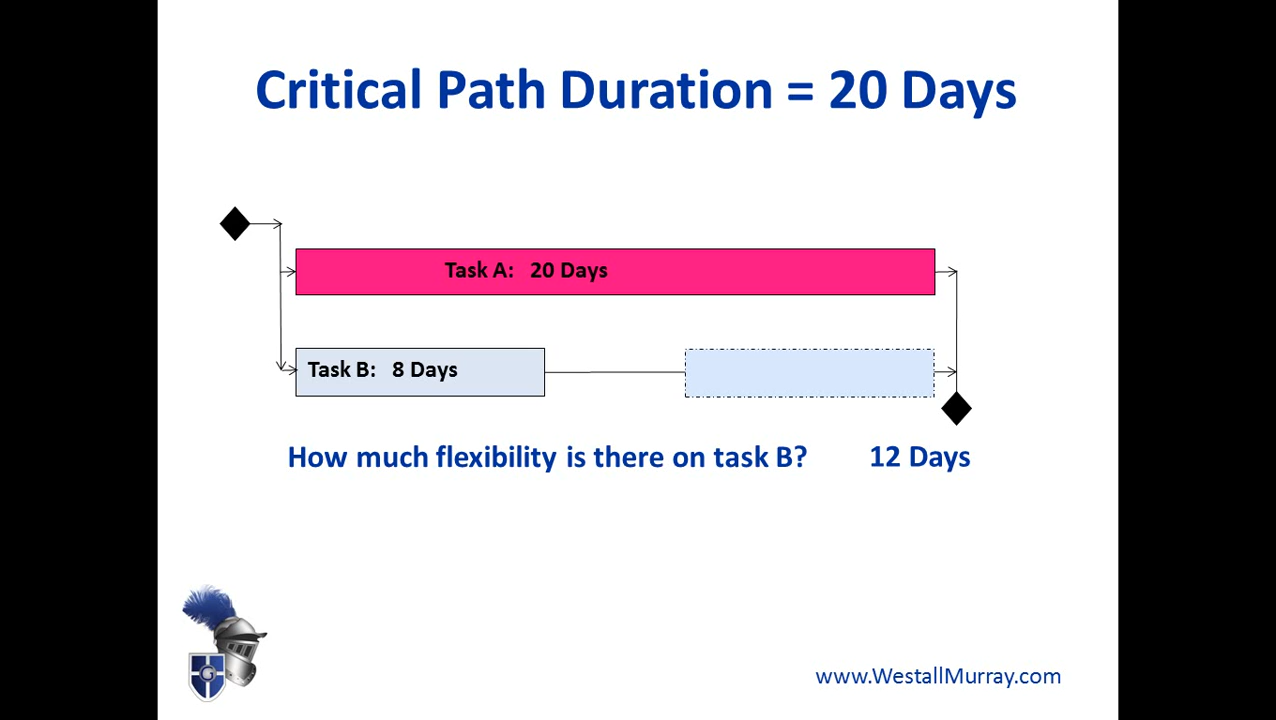 Critical Path Duration = 20 Days
Task A: 20 Days
Task B: 8 Days
How much flexibility is there on task B? 12 Days
G
www.WestallMurray.com